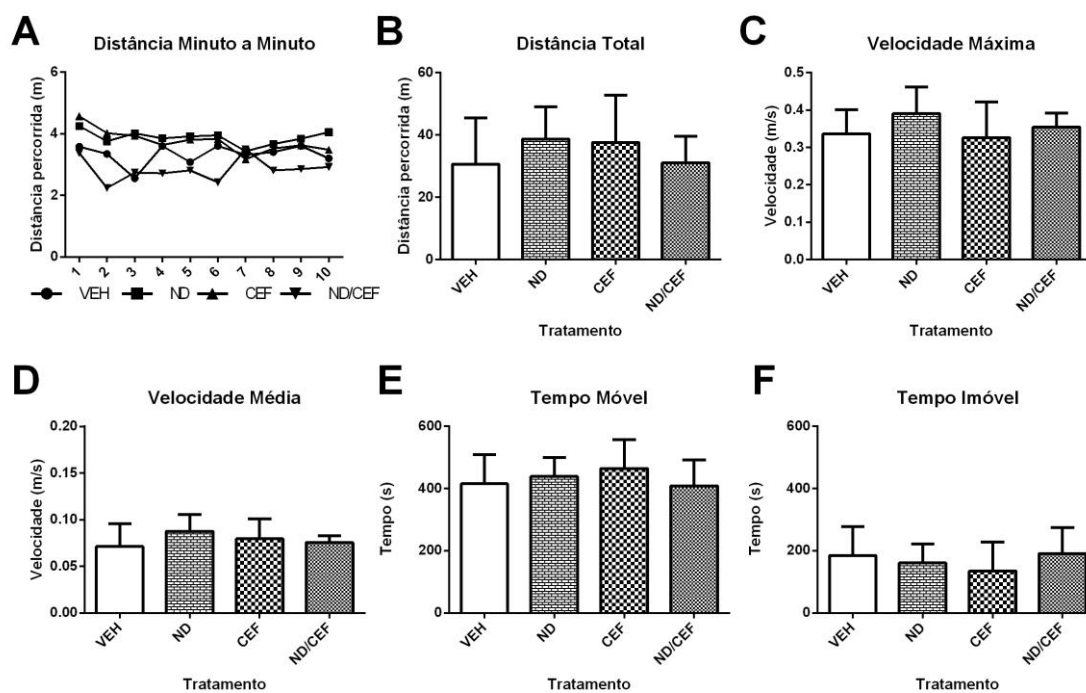 A
Distância Minuto a Minuto
Distância percorrida (m)
6
4
2
0
1 2 3 4 5 6 7 8 9 10
VEH ND CEF ND/CEF
B
Distância Total
Distância percorrida (m)
60
40
20
0
VEH ND CEF ND/CEF
Tratamento
C
Velocidade Máxima
Velocidade (m/s)
0.5
0.4
0.3
0.2
0.1
0.0
VEH ND CEF ND/CEF
Tratamento
D
Velocidade Média
Velocidade (m/s)
0.20
0.15
0.10
0.05
0.00
VEH ND CEF ND/CEF
Tratamento
E
Tempo Móvel
Tempo (s)
600
400
200
0
VEH ND CEF ND/CEF
Tratamento
F
Tempo Imóvel
Tempo (s)
600
400
200
0
VEH ND CEF ND/CEF
Tratamento